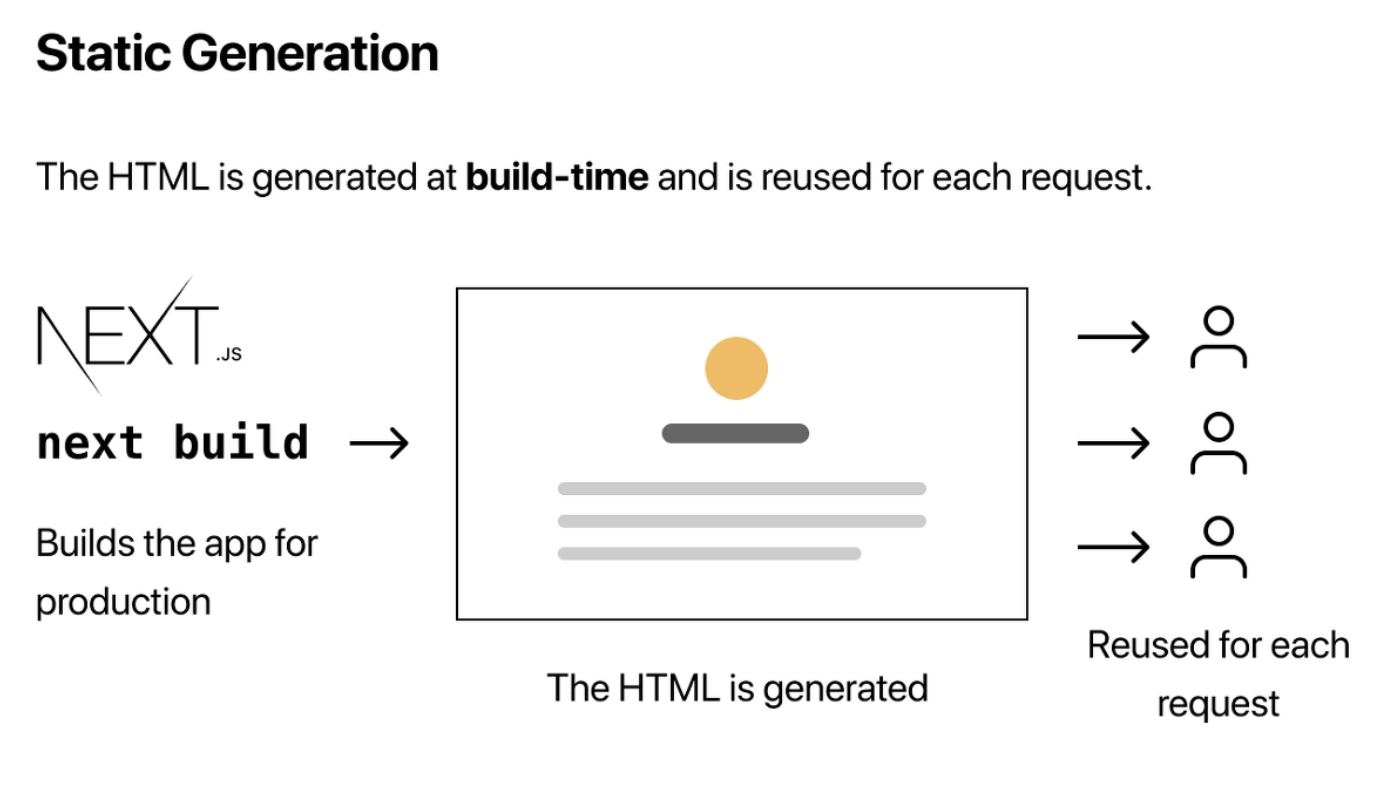 Static Generation
The HTML is generated at build-time and is reused for each request.
NEXT.JS
next build
Builds the app for
production
The HTML is generated
Reused for each
request